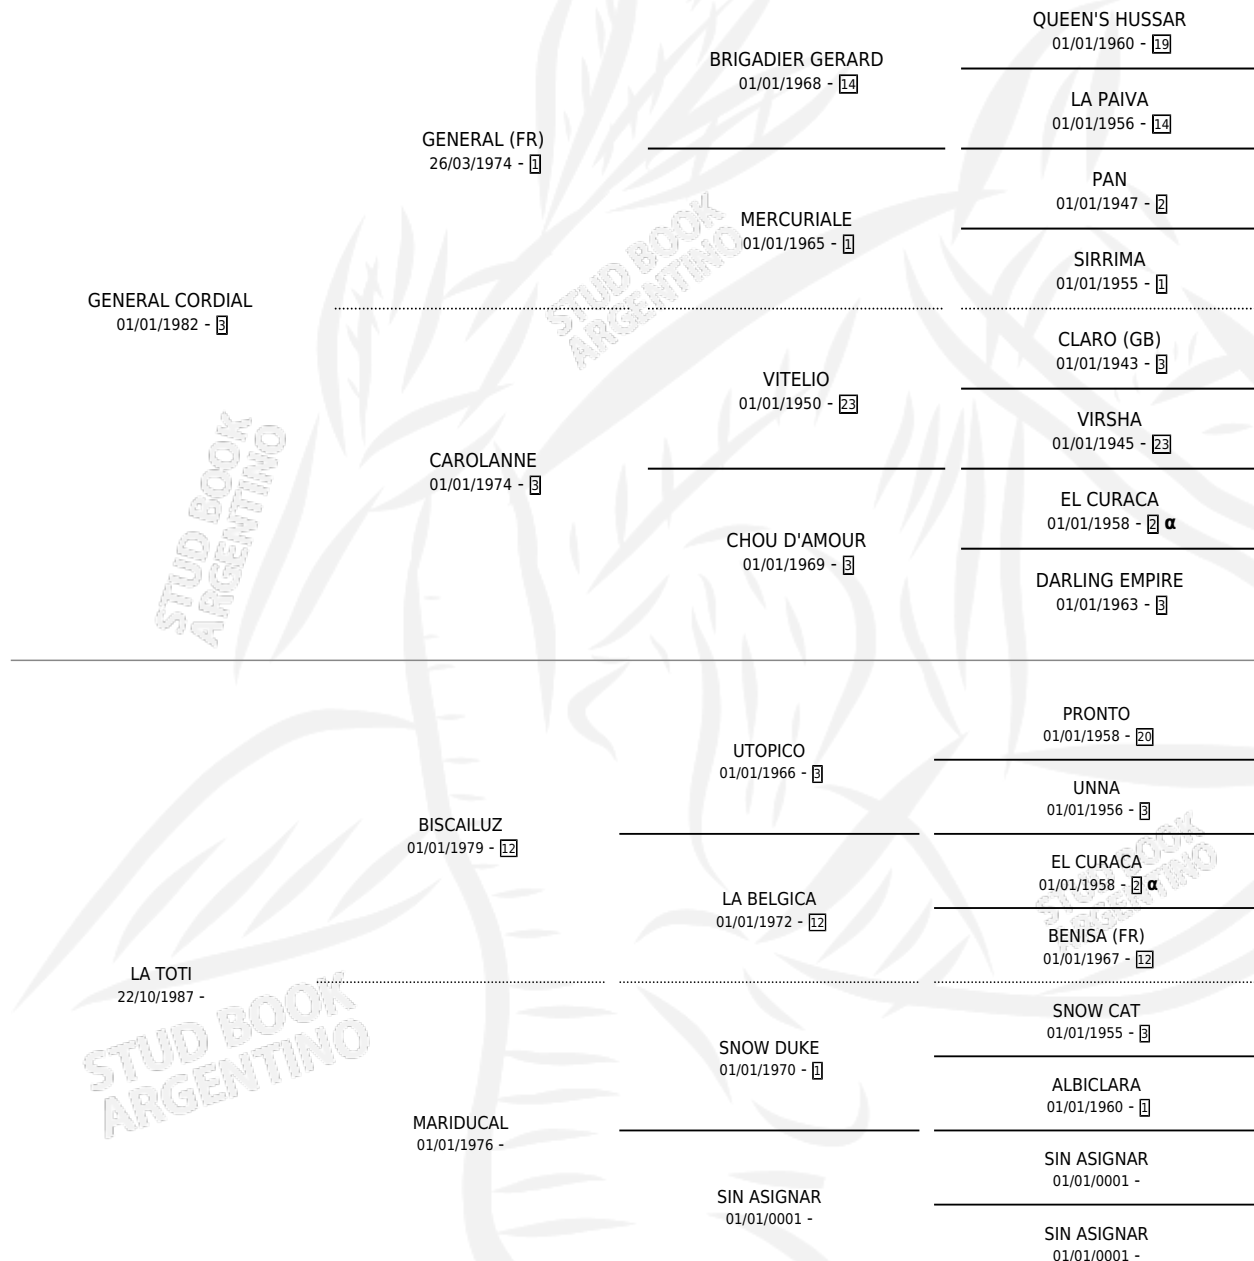 QUEEN'S HUSSAR
01/01/1960 - 19
BRIGADIER GERARD
01/01/1968 - 14
LA PAIVA
01/01/1956 - 14
GENERAL (FR)
26/03/1974 - 1
PAN
01/01/1947 - 2
MERCURIALE
01/01/1965 - 1
SIRRIMA
01/01/1955 - 1
GENERAL CORDIAL
01/01/1982 - 3
STUD BOOK
ARGENTINO
CLARO (GB)
01/01/1943 - 3
VITELIO
01/01/1950 - 23
VIRSHA
01/01/1945 - 23
CAROLANNE
01/01/1974 - 3
EL CURACA
01/01/1958 - 2 α
CHOU D'AMOUR
01/01/1969 - 3
DARLING EMPIRE
01/01/1963 - 3
STUD BOOK
ARGENTINO
PRONTO
01/01/1958 - 20
UTOPICO
01/01/1966 - 3
UNNA
01/01/1956 - 3
BISCAILUZ
01/01/1979 - 12
EL CURACA
01/01/1958 - 2 α
LA BELGICA
01/01/1972 - 12
BENISA (FR)
01/01/1967 - 12
STUD BOOK
ARGENTINO
LA TOTI
22/10/1987 -
SNOW CAT
01/01/1955 - 3
SNOW DUKE
01/01/1970 - 1
ALBICLARA
01/01/1960 - 1
STUD BOOK
ARGENTINO
MARIDUCAL
01/01/1976 -
SIN ASIGNAR
01/01/0001 -
SIN ASIGNAR
01/01/0001 -
SIN ASIGNAR
01/01/0001 -